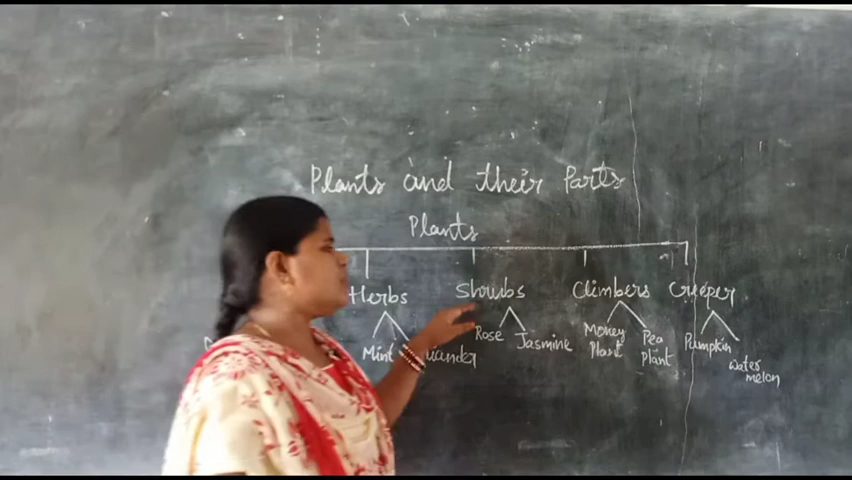 Plants and their Parts
Plants
Herbs Shrubs Climbers Creeper
Mint Rose Jasmine Money Plant Pea plant Pumpkin water melon